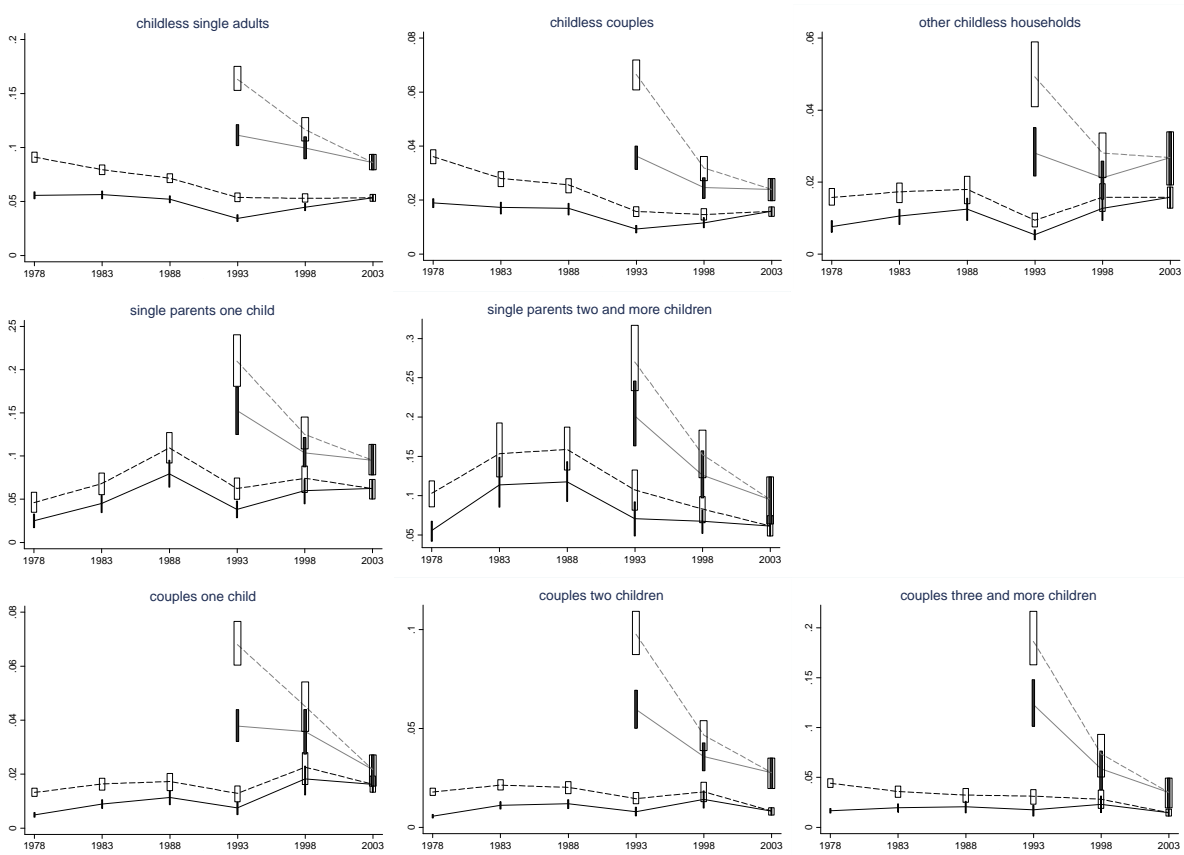 childless single adults
0 .05 .1 .15 .2
1978 1983 1988 1993 1998 2003
childless couples
0 .02 .04 .06 .08
1978 1983 1988 1993 1998 2003
other childless households
0 .02 .04 .06
1978 1983 1988 1993 1998 2003
single parents one child
0 .05 .1 .15 .2 .25
1978 1983 1988 1993 1998 2003
single parents two and more children
.05 .1 .15 .2 .25 .3
1978 1983 1988 1993 1998 2003
couples one child
0 .02 .04 .06 .08
1978 1983 1988 1993 1998 2003
couples two children
0 .05 .1
1978 1983 1988 1993 1998 2003
couples three and more children
0 .05 .1 .15 .2
1978 1983 1988 1993 1998 2003